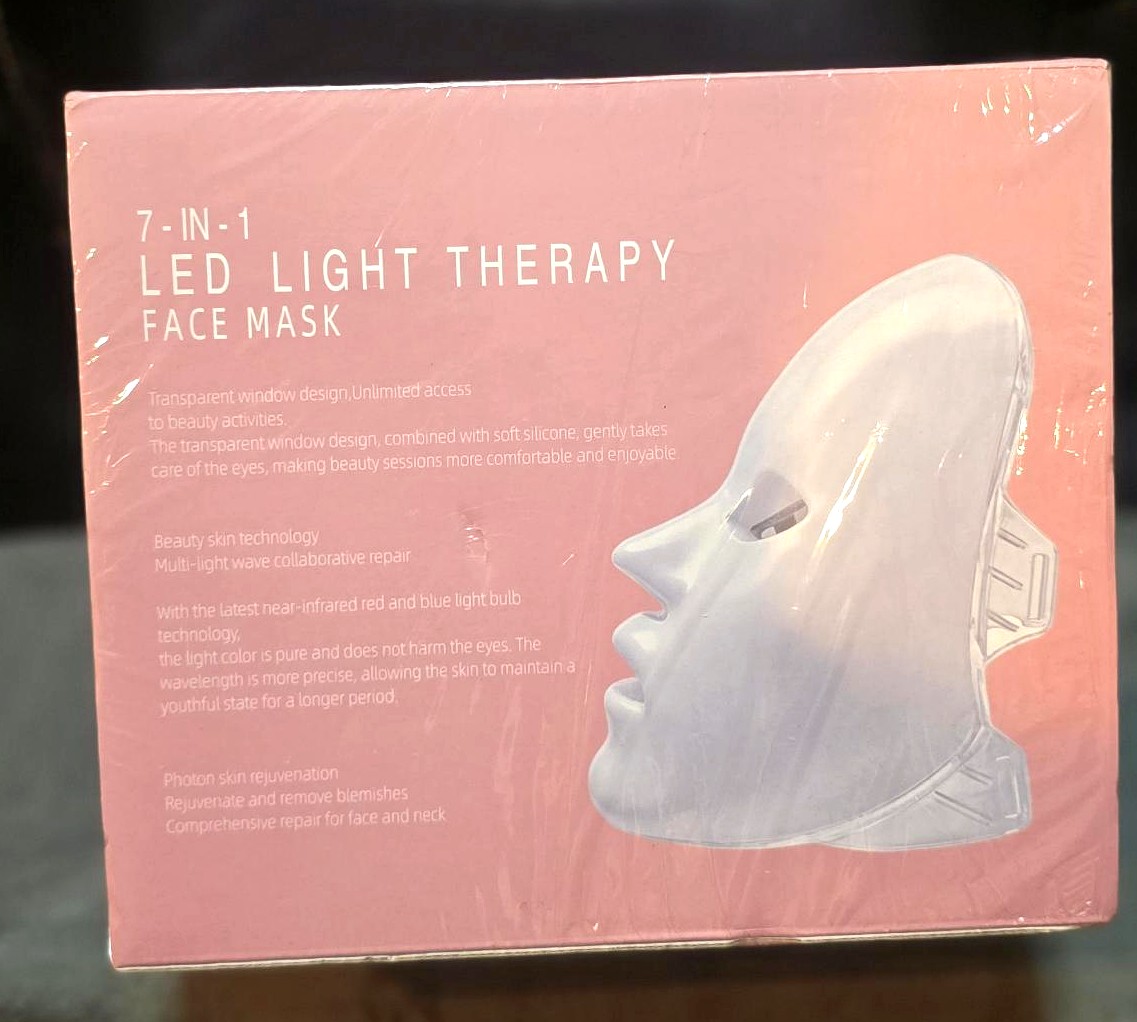 7-IN-1
LED LIGHT THERAPY
FACE MASK
Transparent window design,Unlimited access
to beauty activities.
The transparent window design, combined with soft silicone, gently takes
care of the eyes, making beauty sessions more comfortable and enjoyable.
Beauty skin technology
Multi-light wave collaborative repair
With the latest near-infrared red and blue light bulb
technology,
the light color is pure and does not harm the eyes. The
wavelength is more precise, allowing the skin to maintain a
youthful state for a longer period.
Photon skin rejuvenation
Rejuvenate and remove blemishes
Comprehensive repair for face and neck